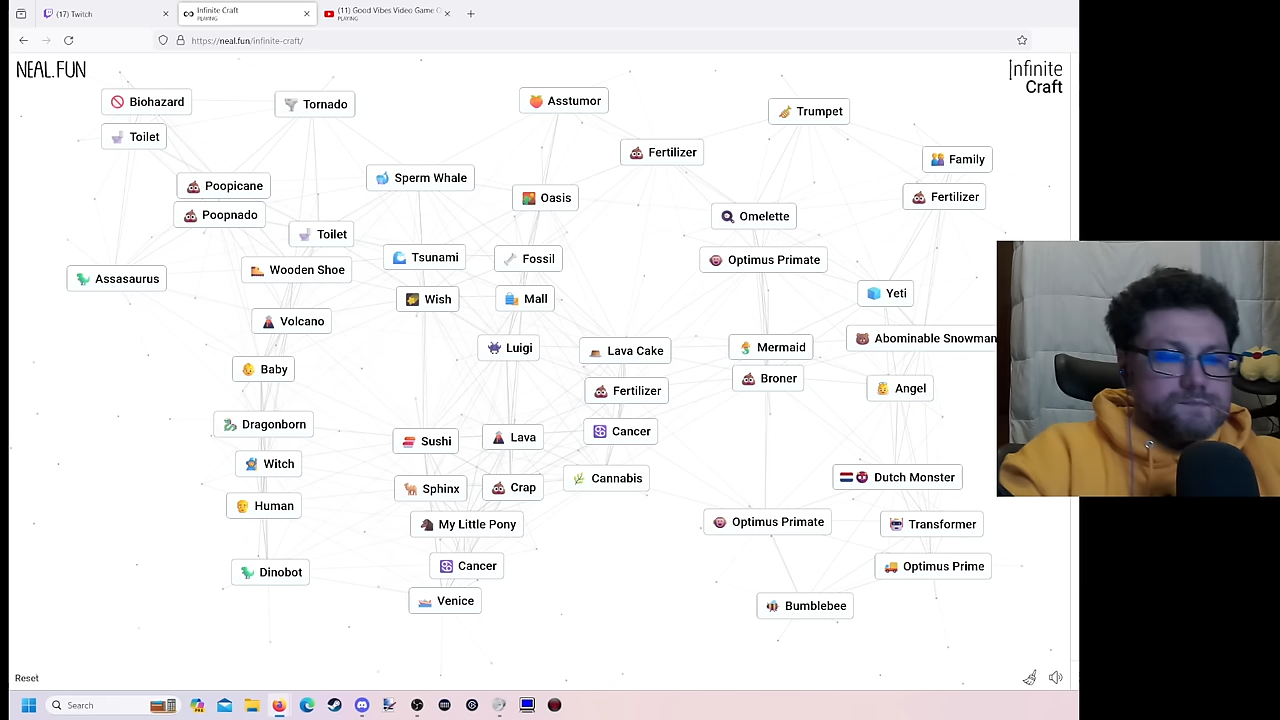 (17) Twitch
Infinite Craft
PLAYING
(11) Good Vibes Video Game
PLAYING
https://neal.fun/infinite-craft/
NEAL.FUN
Infinite
Craft
Biohazard
Tornado
Asstumor
Trumpet
Toilet
Fertilizer
Family
Poopicane
Sperm Whale
Oasis
Fertilizer
Poopnado
Omelette
Toilet
Tsunami
Fossil
Optimus Primate
Wooden Shoe
Assasaurus
Yeti
Wish
Mall
Volcano
Abominable Snowman
Luigi
Lava Cake
Mermaid
Baby
Broner
Fertilizer
Angel
Dragonborn
Sushi
Lava
Cancer
Witch
Cannabis
Dutch Monster
Sphinx
Crap
Human
My Little Pony
Optimus Primate
Transformer
Dinobot
Cancer
Optimus Prime
Venice
Bumblebee
Reset
Search